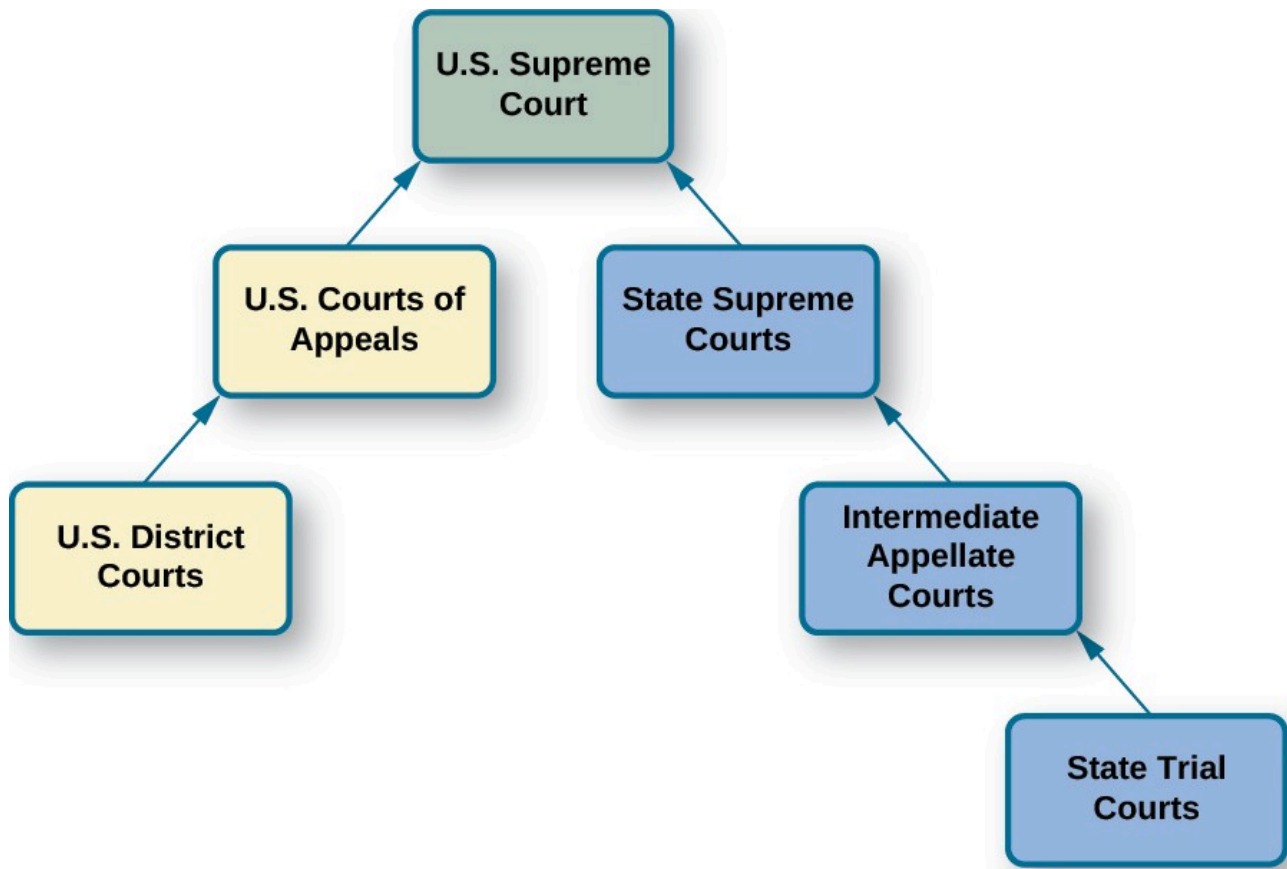 U.S. Supreme
Court
U.S. Courts of
Appeals
State Supreme
Courts
U.S. District
Courts
Intermediate
Appellate
Courts
State Trial
Courts